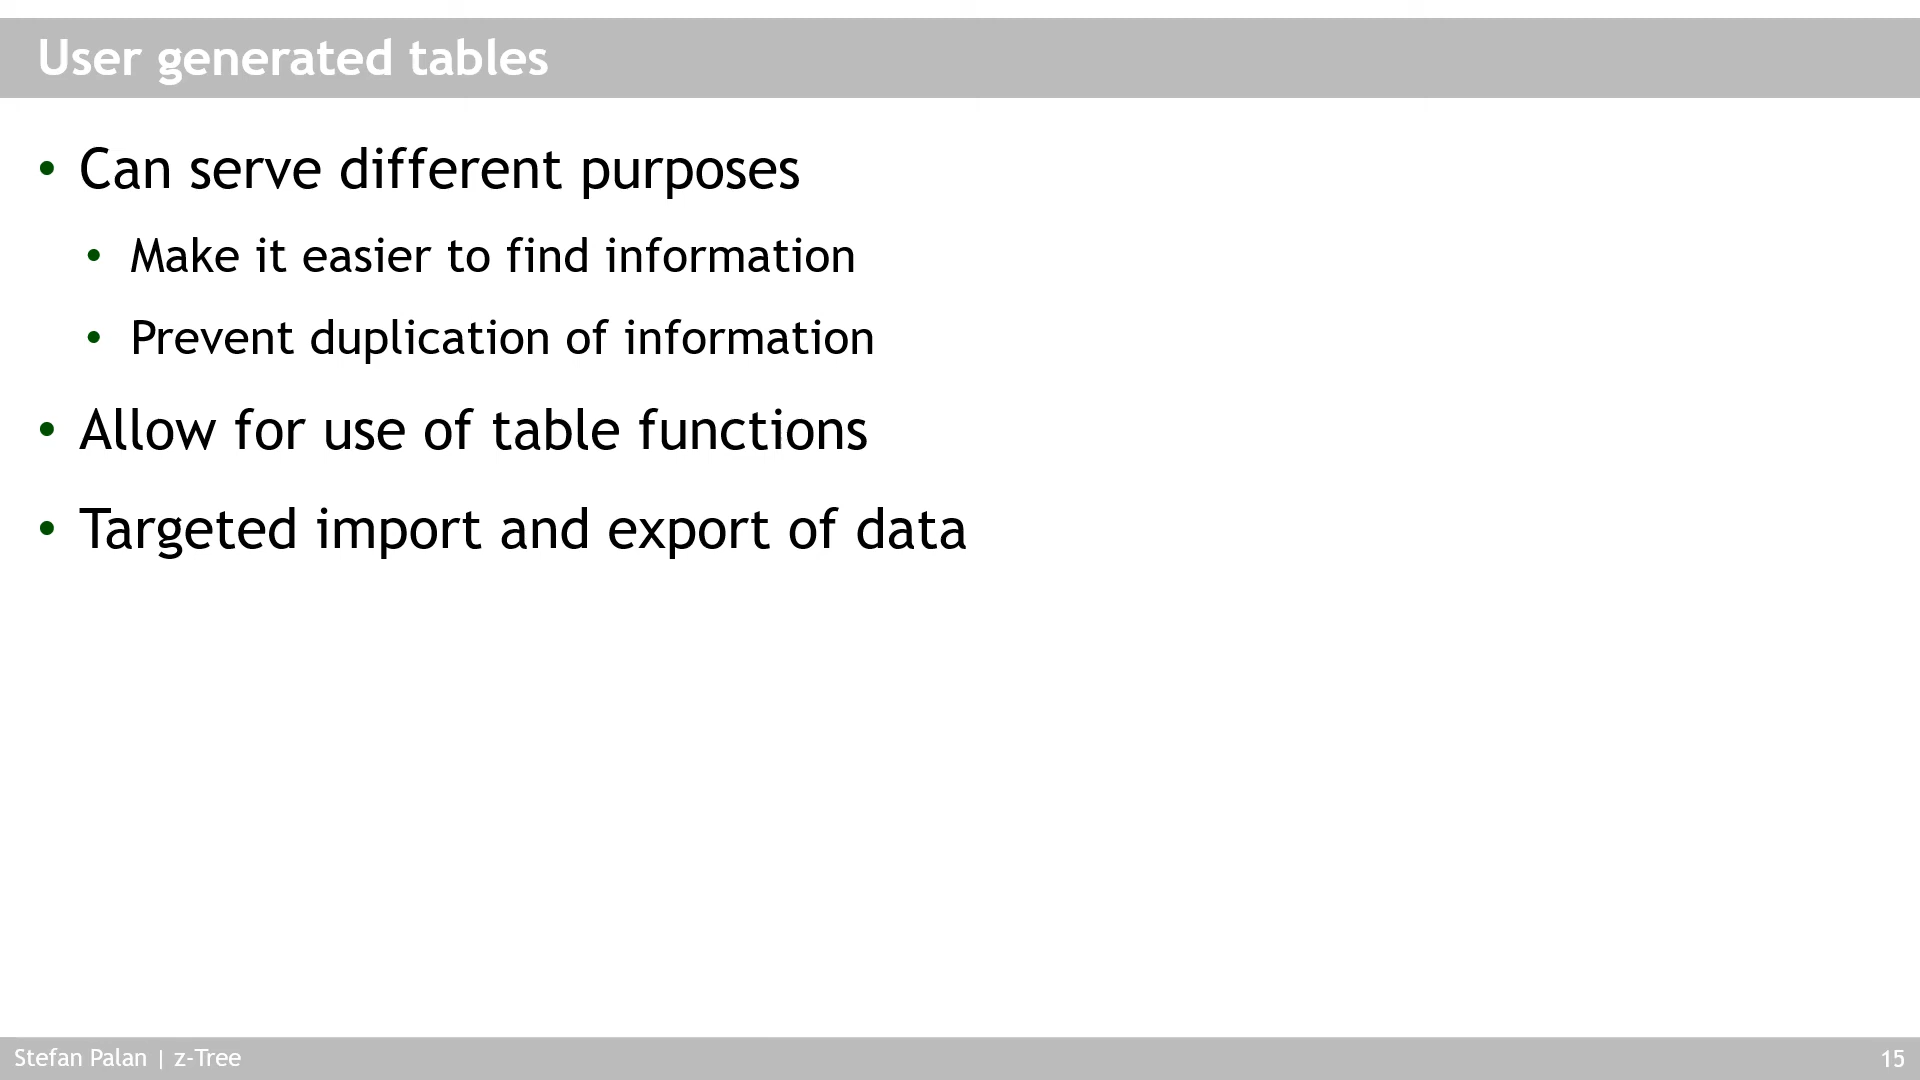 User generated tables
• Can serve different purposes
• Make it easier to find information
• Prevent duplication of information
• Allow for use of table functions
• Targeted import and export of data
Stefan Palan | z-Tree
15